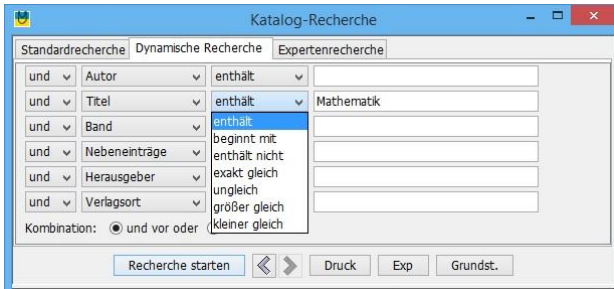 Katalog-Recherche
Standardrecherche Dynamische Recherche Expertenrecherche
und Autor enthält
und Titel enthält Mathematik
und Band enthält
und Nebeneinträge beginnt mit
enthält nicht
und Herausgeber exakt gleich
ungleich
und Verlagsort größer gleich
Kombination: und vor oder kleiner gleich
Recherche starten Druck Exp Grundst.